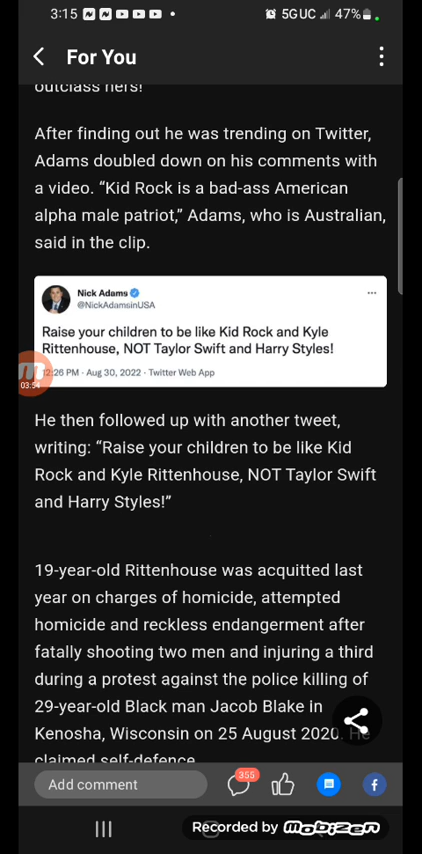 3:15
5GUC
47%
For You
outclass hers!
After finding out he was trending on Twitter,
Adams doubled down on his comments with
a video. “Kid Rock is a bad-ass American
alpha male patriot,” Adams, who is Australian,
said in the clip.
Nick Adams
@NickAdamsinUSA
Raise your children to be like Kid Rock and Kyle
Rittenhouse, NOT Taylor Swift and Harry Styles!
12:26 PM · Aug 30, 2022 · Twitter Web App
03:54
He then followed up with another tweet,
writing: “Raise your children to be like Kid
Rock and Kyle Rittenhouse, NOT Taylor Swift
and Harry Styles!”
19-year-old Rittenhouse was acquitted last
year on charges of homicide, attempted
homicide and reckless endangerment after
fatally shooting two men and injuring a third
during a protest against the police killing of
29-year-old Black man Jacob Blake in
Kenosha, Wisconsin on 25 August 2020. He
claimed self-defence
Add comment
355
Recorded by Mobizen